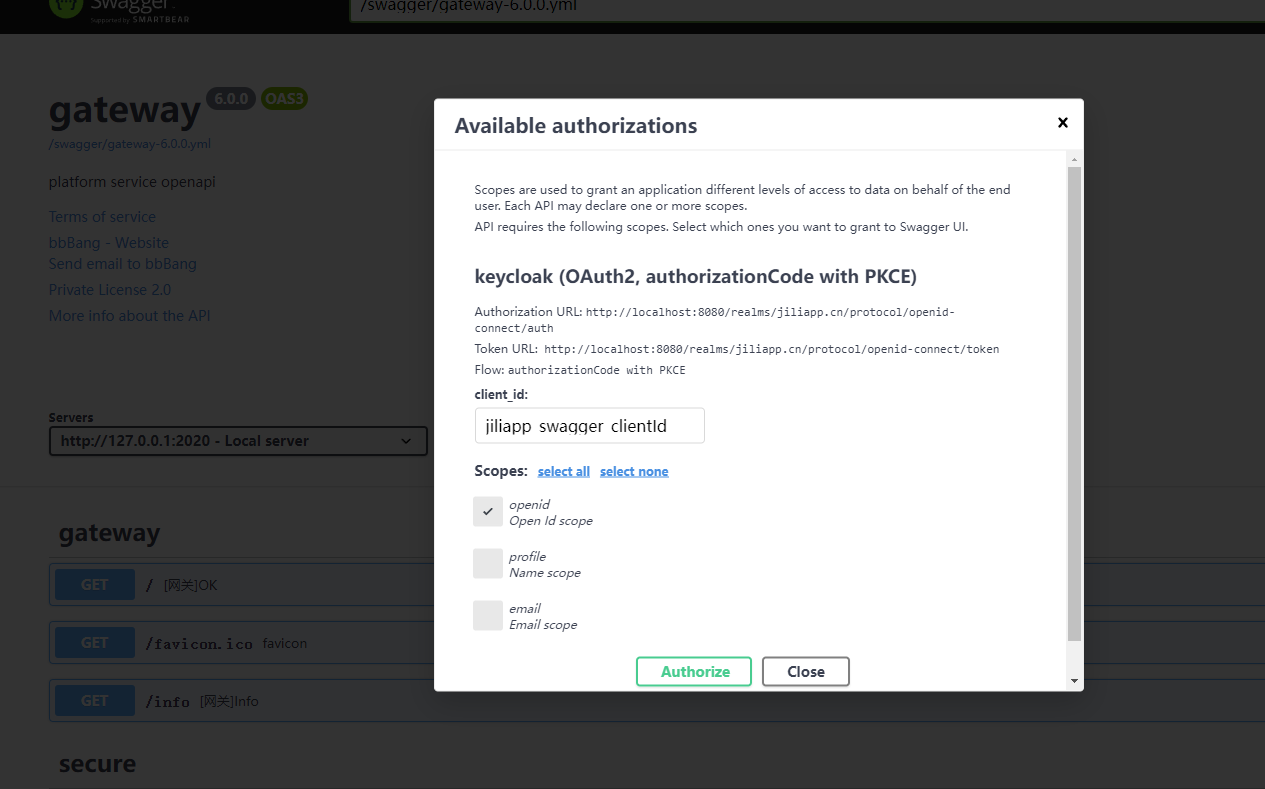 Swagger.
Supported by SMARTBEAR
/swagger/gateway-6.0.0.yml
gateway 6.0.0 OAS3
/swagger/gateway-6.0.0.yml
platform service openapi
Terms of service
bbBang - Website
Send email to bbBang
Private License 2.0
More info about the API
Servers
http://127.0.0.1:2020 - Local server
gateway
GET / [网关]OK
GET /favicon.ico favicon
GET /info [网关]Info
secure
Available authorizations
Scopes are used to grant an application different levels of access to data on behalf of the end
user. Each API may declare one or more scopes.
API requires the following scopes. Select which ones you want to grant to Swagger UI.
keycloak (OAuth2, authorizationCode with PKCE)
Authorization URL: http://localhost:8080/realms/jiliapp.cn/protocol/openid-
connect/auth
Token URL: http://localhost:8080/realms/jiliapp.cn/protocol/openid-connect/token
Flow: authorizationCode with PKCE
client_id:
jiliapp_swagger_clientId
Scopes: select all select none
openid
Open Id scope
profile
Name scope
email
Email scope
Authorize Close